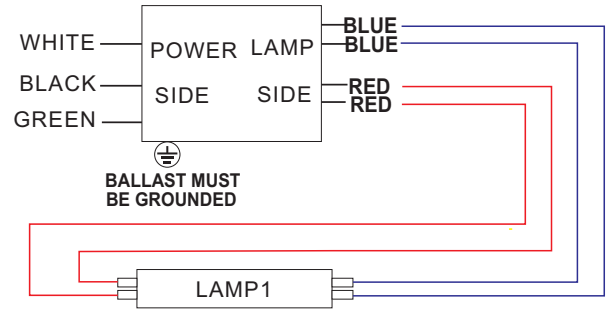 WHITE
BLACK
GREEN
POWER LAMP
SIDE SIDE
BLUE
BLUE
RED
RED
BALLAST MUST
BE GROUNDED
LAMP1